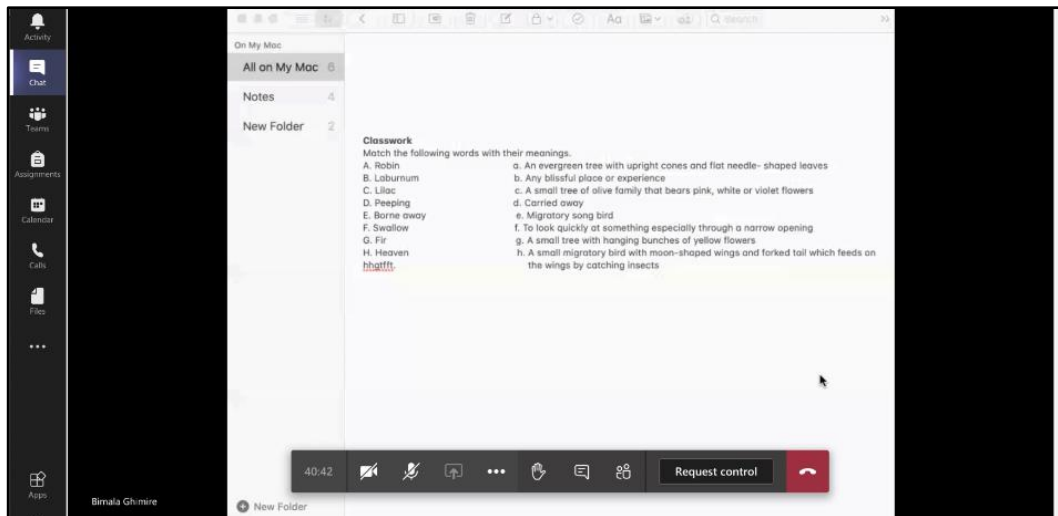 Activity
Chat
Teams
Assignments
Calendar
Calls
Files
Apps
Bimala Ghimire
Search
On My Mac
All on My Mac 6
Notes 4
New Folder 2
New Folder
Classwork
Match the following words with their meanings.
A. Robin a. An evergreen tree with upright cones and flat needle- shaped leaves
B. Laburnum b. Any blissful place or experience
C. Lilac c. A small tree of olive family that bears pink, white or violet flowers
D. Peeping d. Carried away
E. Borne away e. Migratory song bird
F. Swallow f. To look quickly at something especially through a narrow opening
G. Fir g. A small tree with hanging bunches of yellow flowers
H. Heaven h. A small migratory bird with moon-shaped wings and forked tail which feeds on
hhgtfft. the wings by catching insects
40:42
Request control